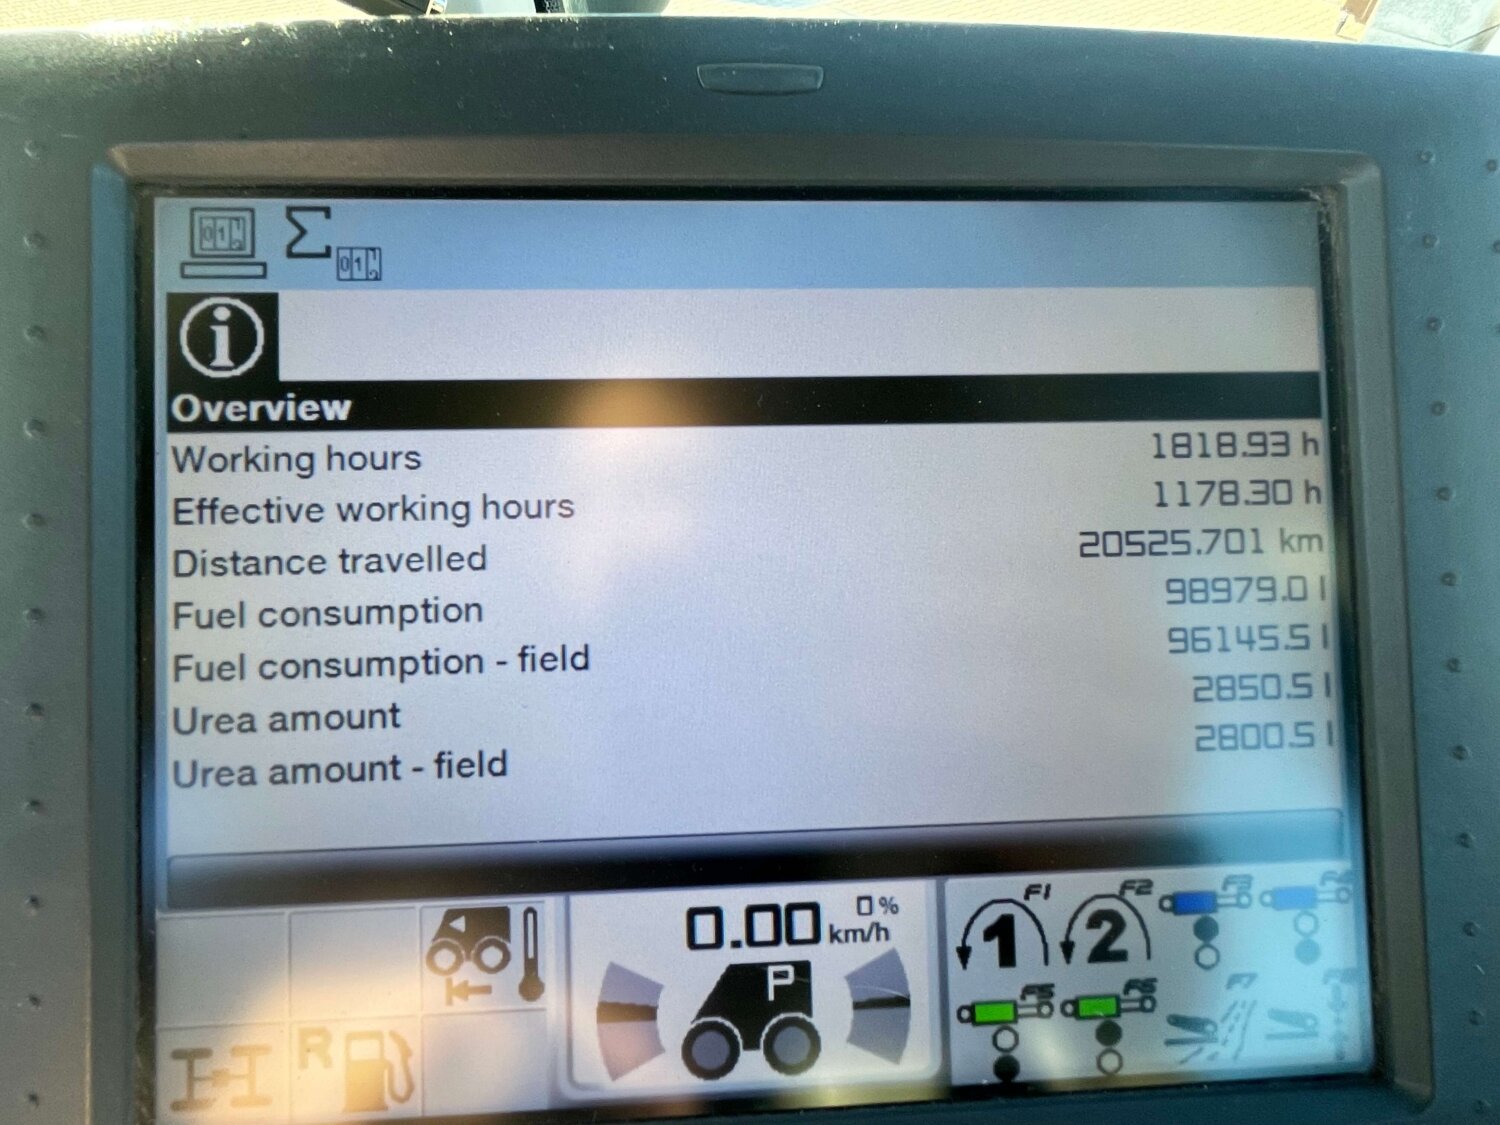 Overview
Working hours 1818.93 h
Effective working hours 1178.30 h
Distance travelled 20525.701 km
Fuel consumption 98979.0 l
Fuel consumption - field 96145.5 l
Urea amount 2850.5 l
Urea amount - field 2800.5 l
0.00 km/h 0%
P
R
F1 F2
1 2